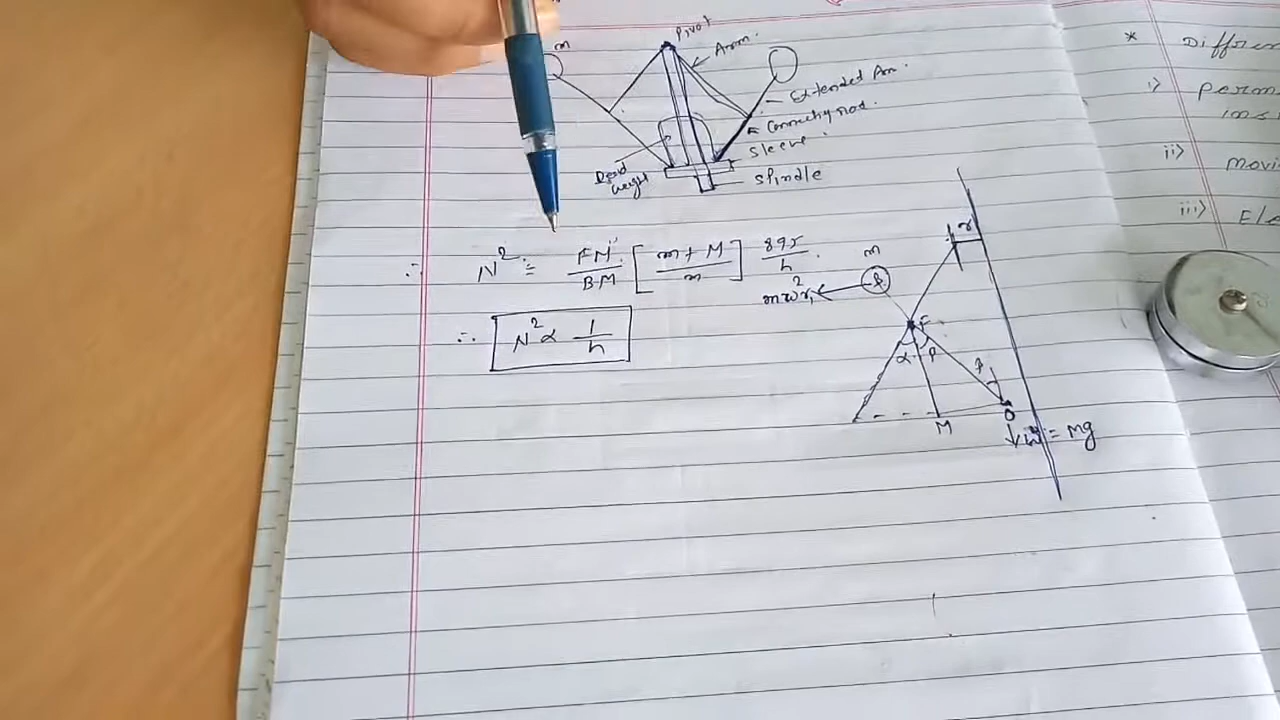 m
Pivot
Arm.
Extended Arm.
Connecting rod.
Sleeve.
Spindle
Dead weight
∴ N² = FM/BM [m + M/m] 895/h.
∴ N² ∝ 1/h
r
m
mω²r,
F
α β
M
W = Mg
* Differen
i) perm
ii) movi
iii) Ele